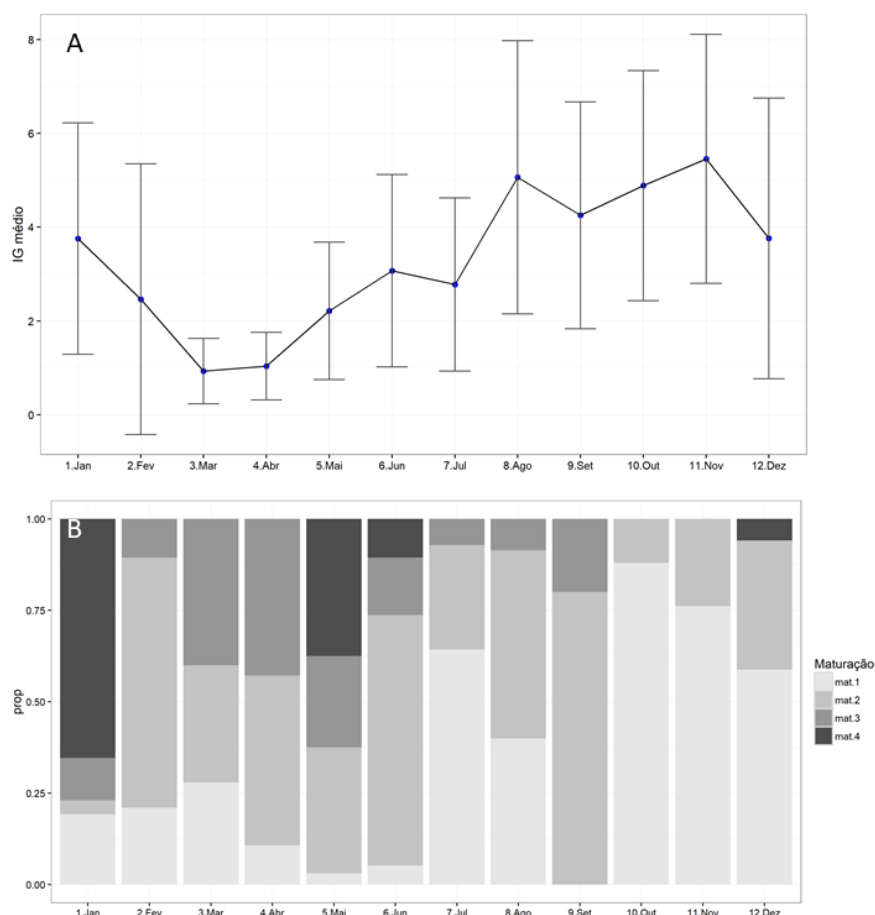 A
8
6
4
2
0
IG médio
1.Jan 2.Fev 3.Mar 4.Abr 5.Mai 6.Jun 7.Jul 8.Ago 9.Set 10.Out 11.Nov 12.Dez
B
1.00
0.75
0.50
0.25
0.00
prop
Maturação
mat.1
mat.2
mat.3
mat.4
1.Jan 2.Fev 3.Mar 4.Abr 5.Mai 6.Jun 7.Jul 8.Ago 9.Set 10.Out 11.Nov 12.Dez